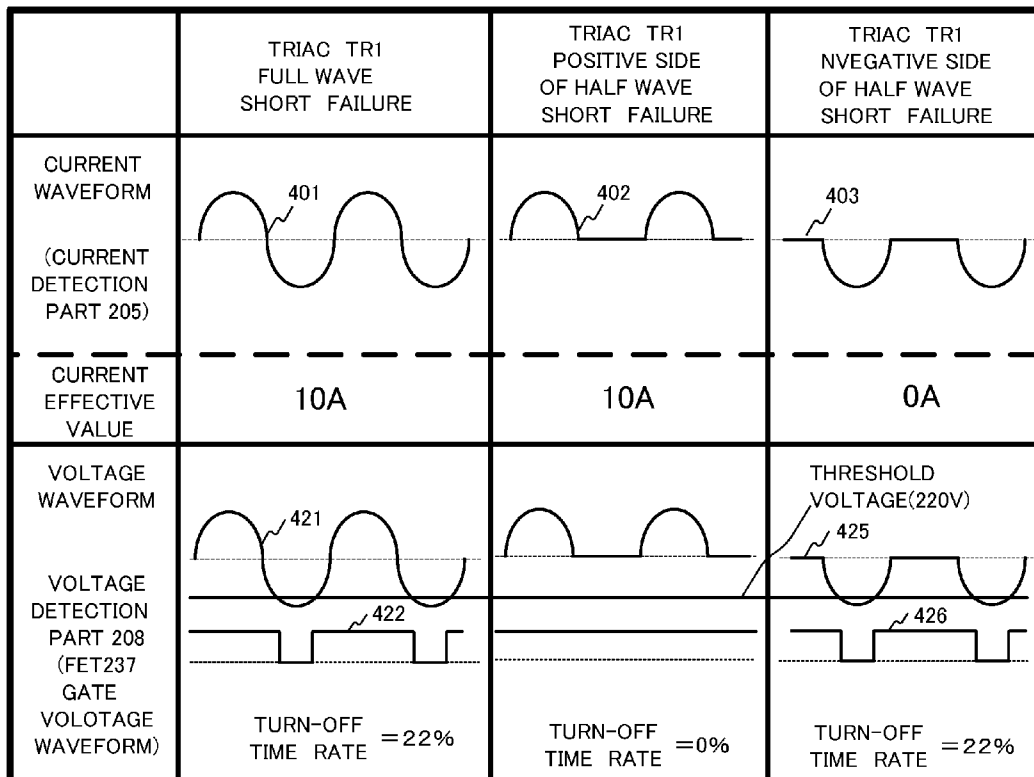 TRIAC TR1
FULL WAVE
SHORT FAILURE
TRIAC TR1
POSITIVE SIDE
OF HALF WAVE
SHORT FAILURE
TRIAC TR1
NVEGATIVE SIDE
OF HALF WAVE
SHORT FAILURE
CURRENT
WAVEFORM
(CURRENT
DETECTION
PART 205)
401
402
403
CURRENT
EFFECTIVE
VALUE
10A
10A
0A
VOLTAGE
WAVEFORM
VOLTAGE
DETECTION
PART 208
(FET237
GATE
VOLOTAGE
WAVEFORM)
421
422
TURN-OFF
TIME RATE =22%
TURN-OFF
TIME RATE =0%
THRESHOLD
VOLTAGE(220V)
425
426
TURN-OFF
TIME RATE =22%